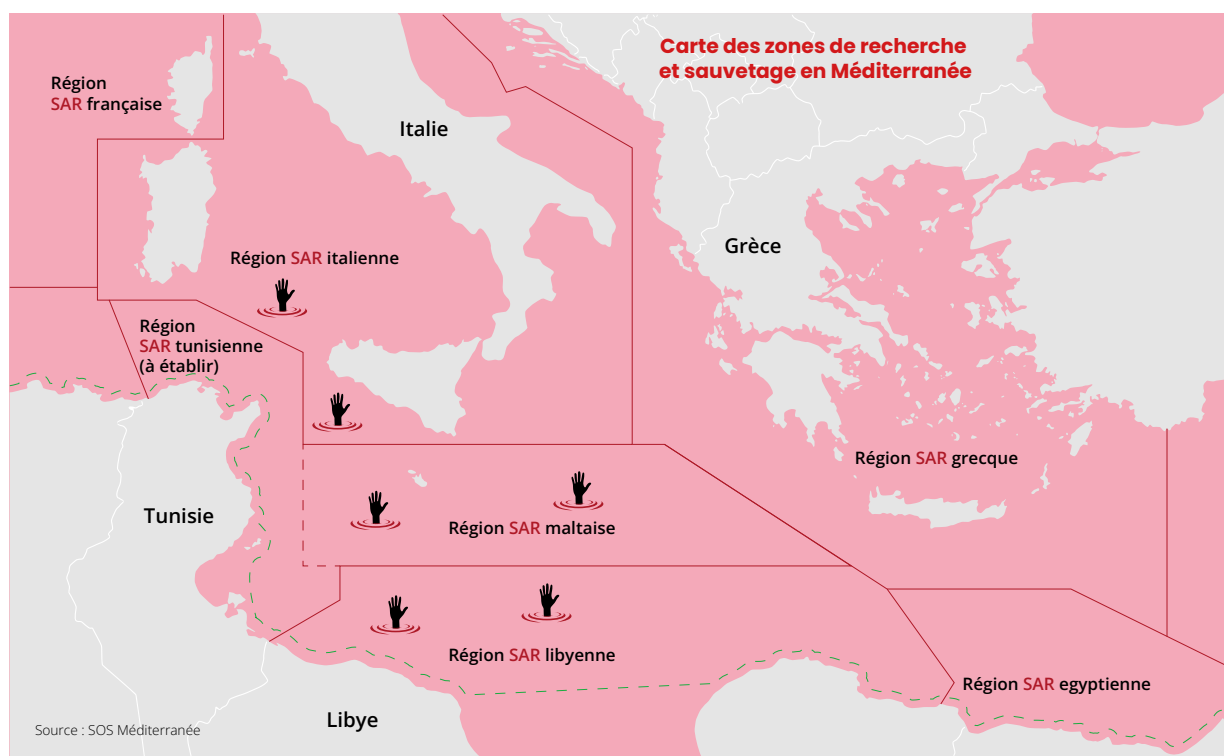 Carte des zones de recherche
et sauvetage en Méditerranée
Région
SAR française
Italie
Région SAR italienne
Grèce
Région
SAR tunisienne
(à établir)
Région SAR grecque
Tunisie
Région SAR maltaise
Région SAR libyenne
Région SAR egyptienne
Libye
Source : SOS Méditerranée